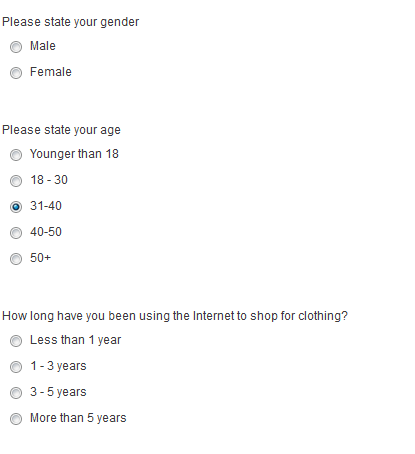 Please state your gender
Male
Female
Please state your age
Younger than 18
18 - 30
31-40
40-50
50+
How long have you been using the Internet to shop for clothing?
Less than 1 year
1 - 3 years
3 - 5 years
More than 5 years